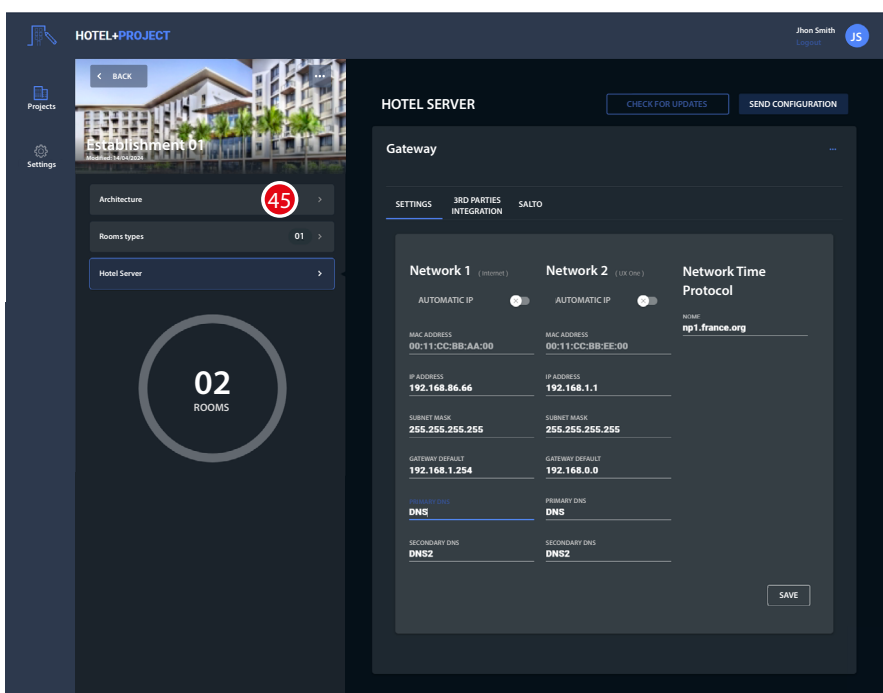 HOTEL+PROJECT
Jhon Smith
Logout
JS
Projects
Settings
BACK
...
Establishment 01
Modified: 14/04/2024
Architecture
45
Rooms types
01
Hotel Server
02
ROOMS
HOTEL SERVER
CHECK FOR UPDATES
SEND CONFIGURATION
Gateway
...
SETTINGS
3RD PARTIES
INTEGRATION
SALTO
Network 1 ( Internet )
AUTOMATIC IP
MAC ADDRESS
00:11:CC:BB:AA:00
IP ADDRESS
192.168.86.66
SUBNET MASK
255.255.255.255
GATEWAY DEFAULT
192.168.1.254
PRIMARY DNS
DNS
SECONDARY DNS
DNS2
Network 2 ( UX One )
AUTOMATIC IP
MAC ADDRESS
00:11:CC:BB:EE:00
IP ADDRESS
192.168.1.1
SUBNET MASK
255.255.255.255
GATEWAY DEFAULT
192.168.0.0
PRIMARY DNS
DNS
SECONDARY DNS
DNS2
Network Time
Protocol
NOME
np1.france.org
SAVE